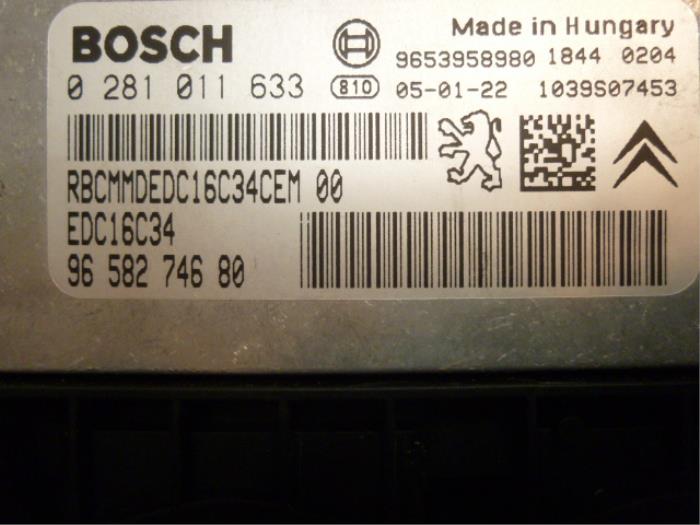 BOSCH
Made in Hungary
9653958980 1844 0204
0 281 011 633 810 05-01-22 1039S07453
RBCMMDEDC16C34CEM 00
EDC16C34
96 582 746 80